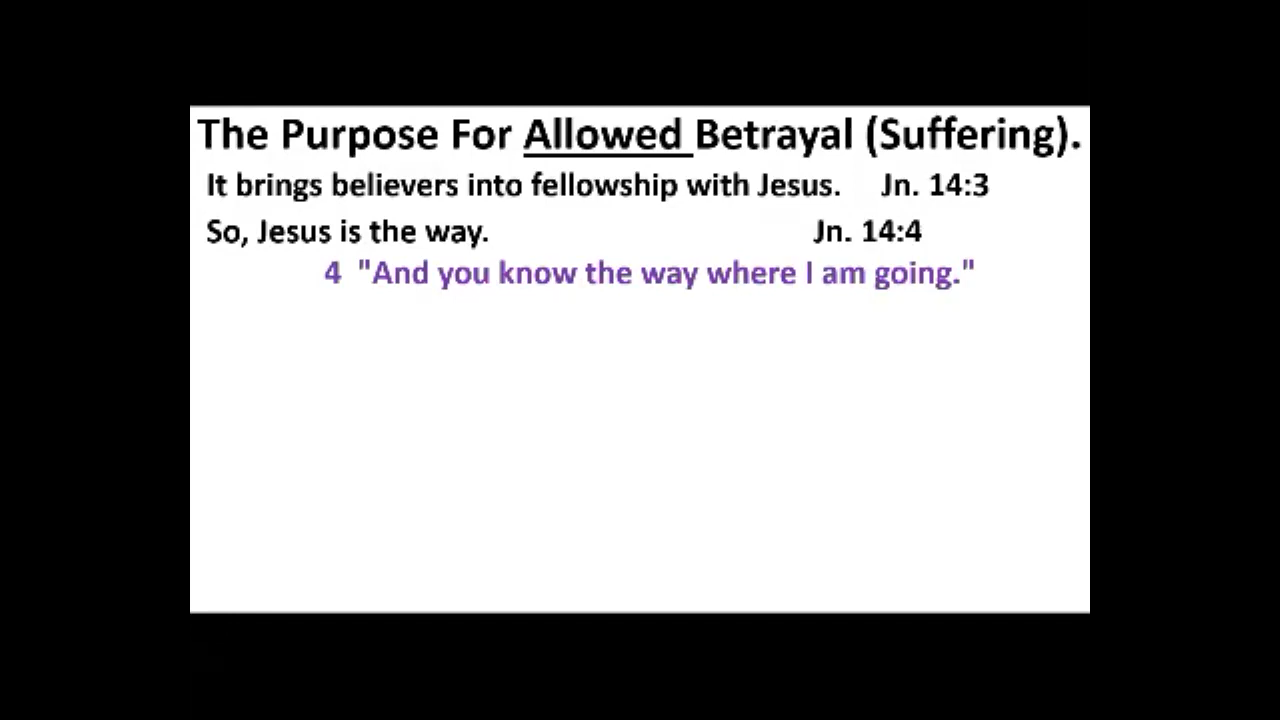 The Purpose For Allowed Betrayal (Suffering).
It brings believers into fellowship with Jesus. Jn. 14:3
So, Jesus is the way. Jn. 14:4
4 "And you know the way where I am going."